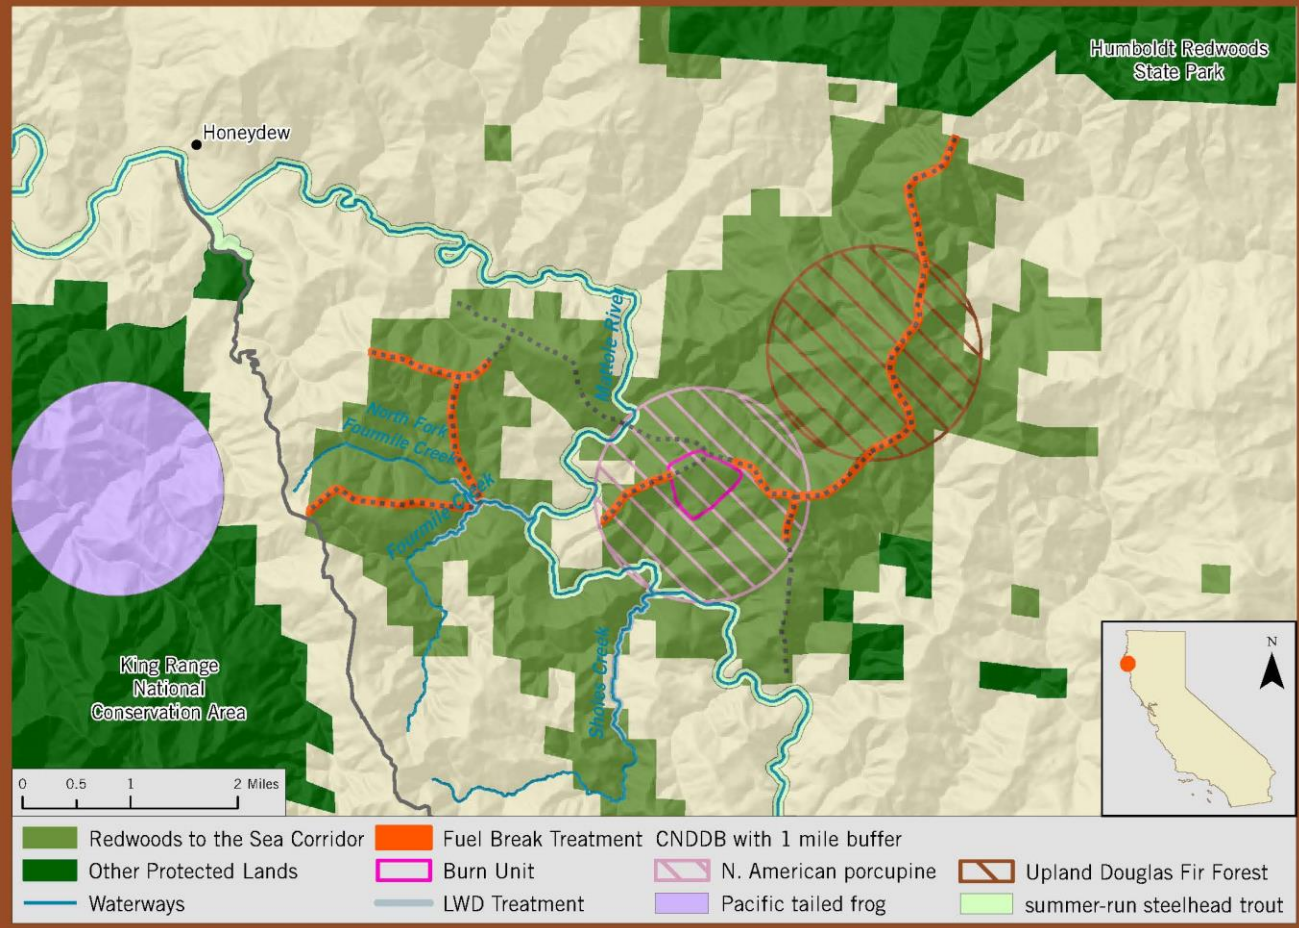 Humboldt Redwoods
State Park
Honeydew
Mattole River
North Fork
Fourmile Creek
Fourmile Creek
Sholes Creek
King Range
National
Conservation Area
N
0 0.5 1 2 Miles
Redwoods to the Sea Corridor
Other Protected Lands
Waterways
Fuel Break Treatment
Burn Unit
LWD Treatment
CNDDB with 1 mile buffer
N. American porcupine
Pacific tailed frog
Upland Douglas Fir Forest
summer-run steelhead trout